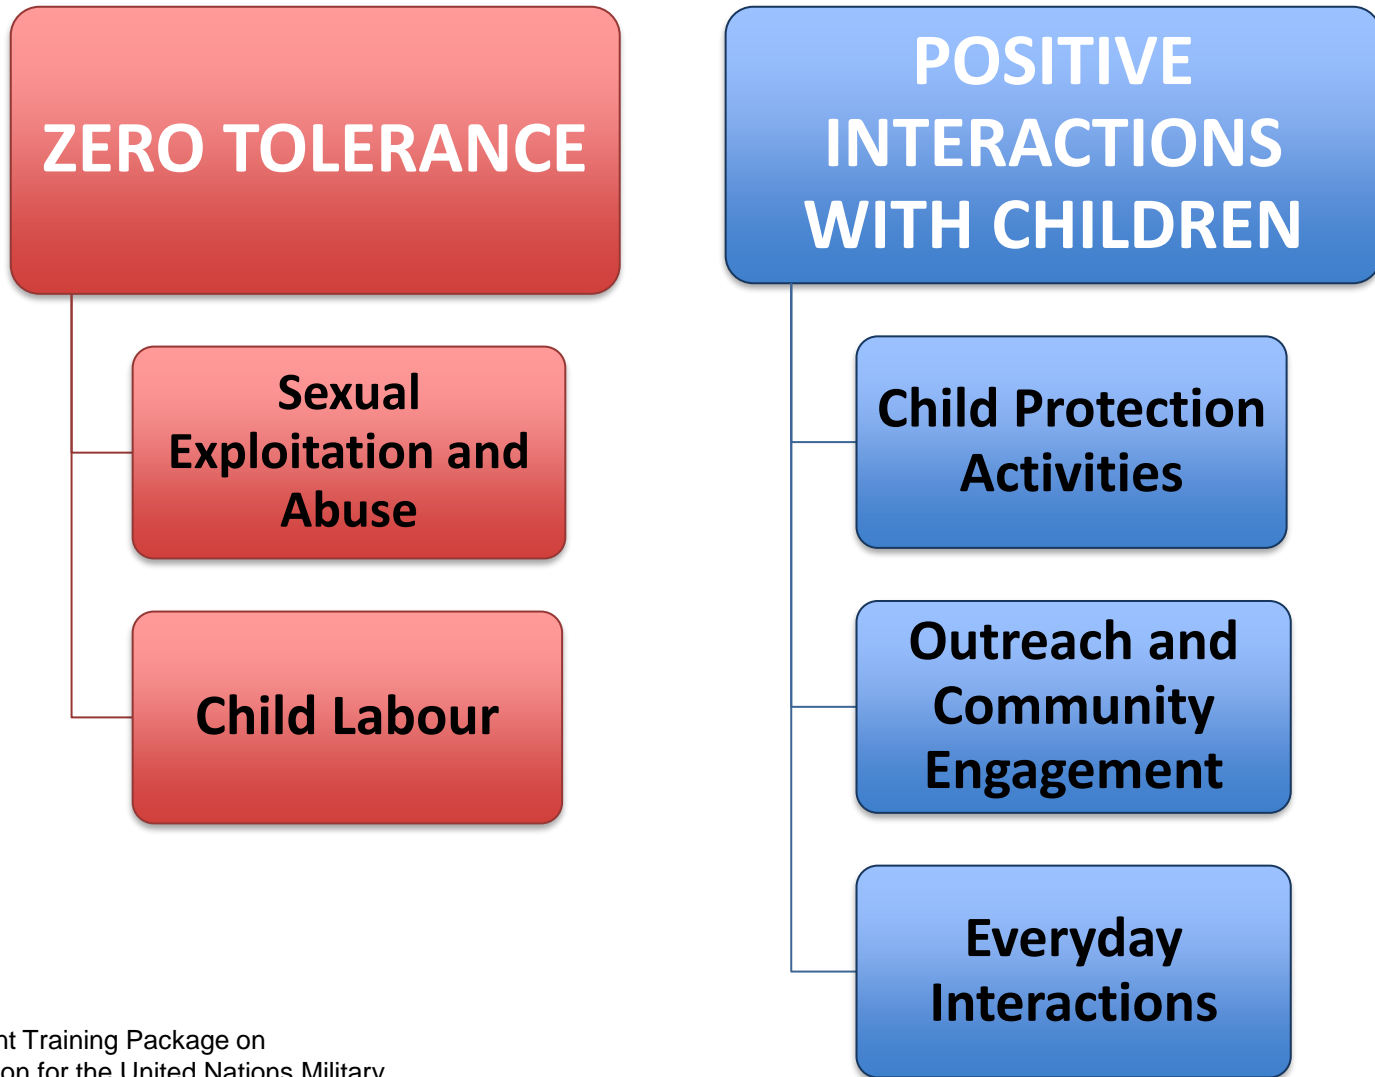 ZERO TOLERANCE
Sexual
Exploitation and
Abuse
Child Labour
POSITIVE
INTERACTIONS
WITH CHILDREN
Child Protection
Activities
Outreach and
Community
Engagement
Everyday
Interactions
Training Package on
for the United Nations Military